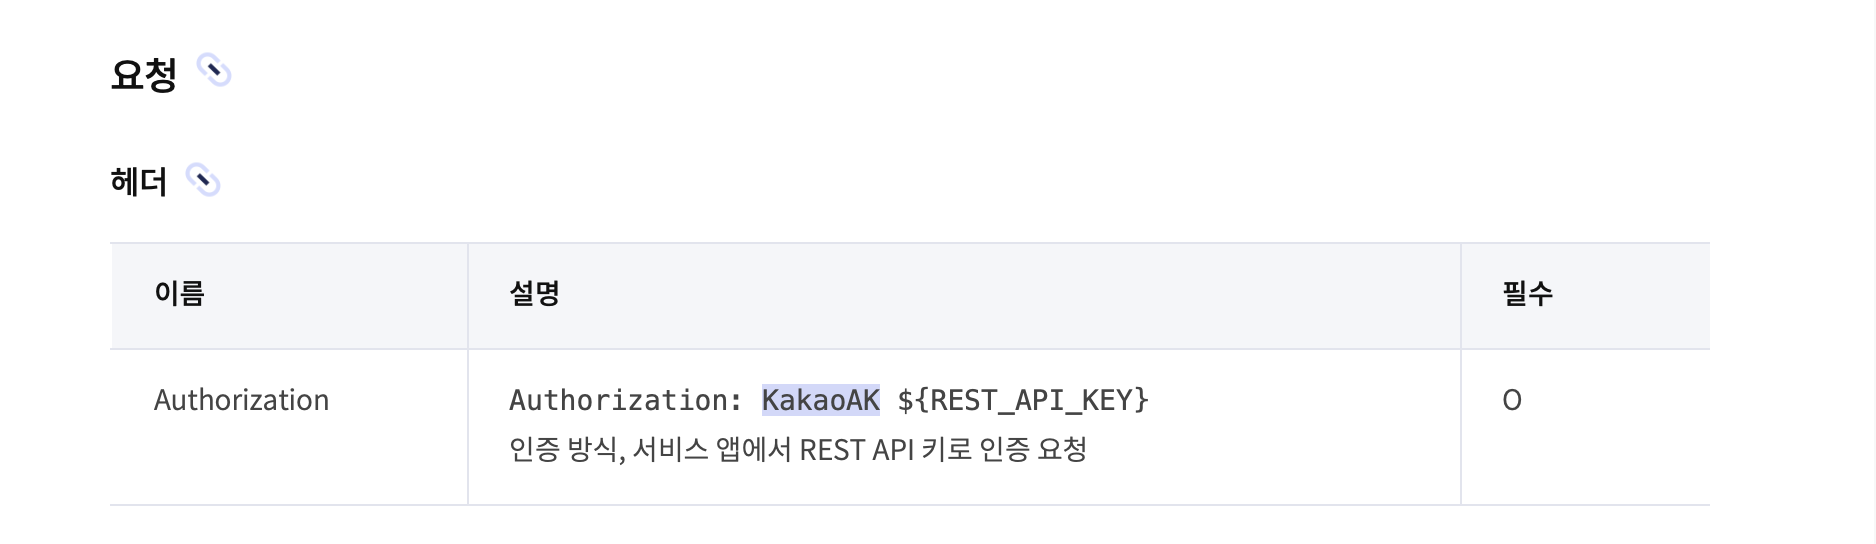 요청
헤더
이름 설명 필수
Authorization Authorization: KakaoAK ${REST_API_KEY} O
인증 방식, 서비스 앱에서 REST API 키로 인증 요청